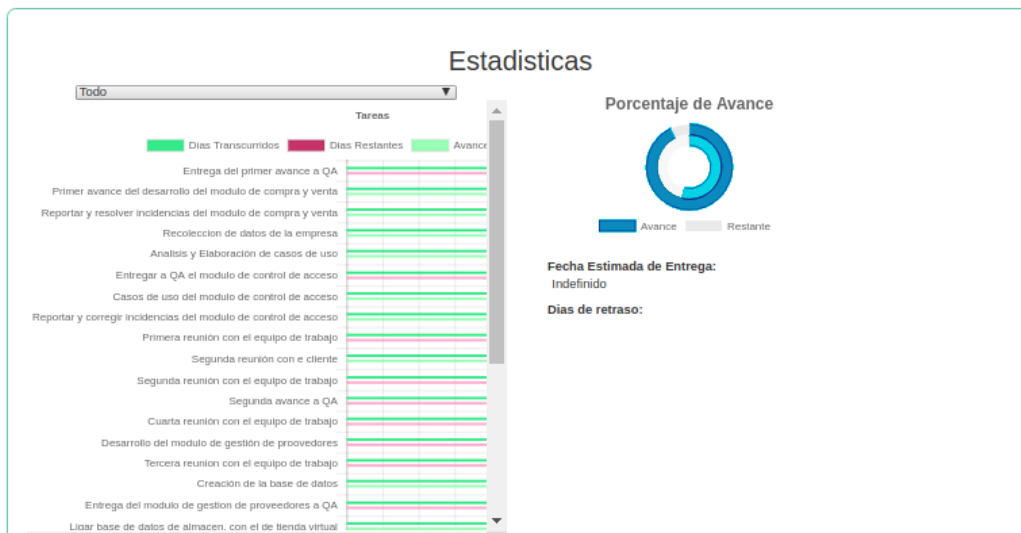 Estadisticas
Todo
Tareas
Dias Transcurridos Dias Restantes Avance
Entrega del primer avance a QA
Primer avance del desarrollo del modulo de compra y venta
Reportar y resolver incidencias del modulo de compra y venta
Recoleccion de datos de la empresa
Analisis y Elaboración de casos de uso
Entregar a QA el modulo de control de acceso
Casos de uso del modulo de control de acceso
Reportar y corregir incidencias del modulo de control de acceso
Primera reunión con el equipo de trabajo
Segunda reunión con e cliente
Segunda reunión con el equipo de trabajo
Segunda avance a QA
Cuarta reunión con el equipo de trabajo
Desarrollo del modulo de gestión de proovedores
Tercera reunion con el equipo de trabajo
Creación de la base de datos
Entrega del modulo de gestion de proveedores a QA
Ligar base de datos de almacen. con el de tienda virtual
Porcentaje de Avance
Avance Restante
Fecha Estimada de Entrega:
Indefinido
Dias de retraso: